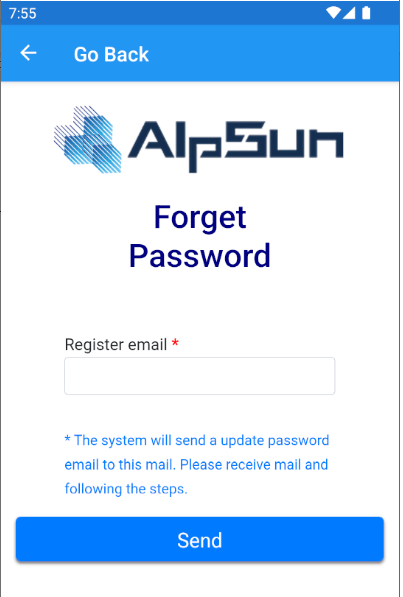 7:55
Go Back
AlpSun
Forget
Password
Register email *
* The system will send a update password
email to this mail. Please receive mail and
following the steps.
Send